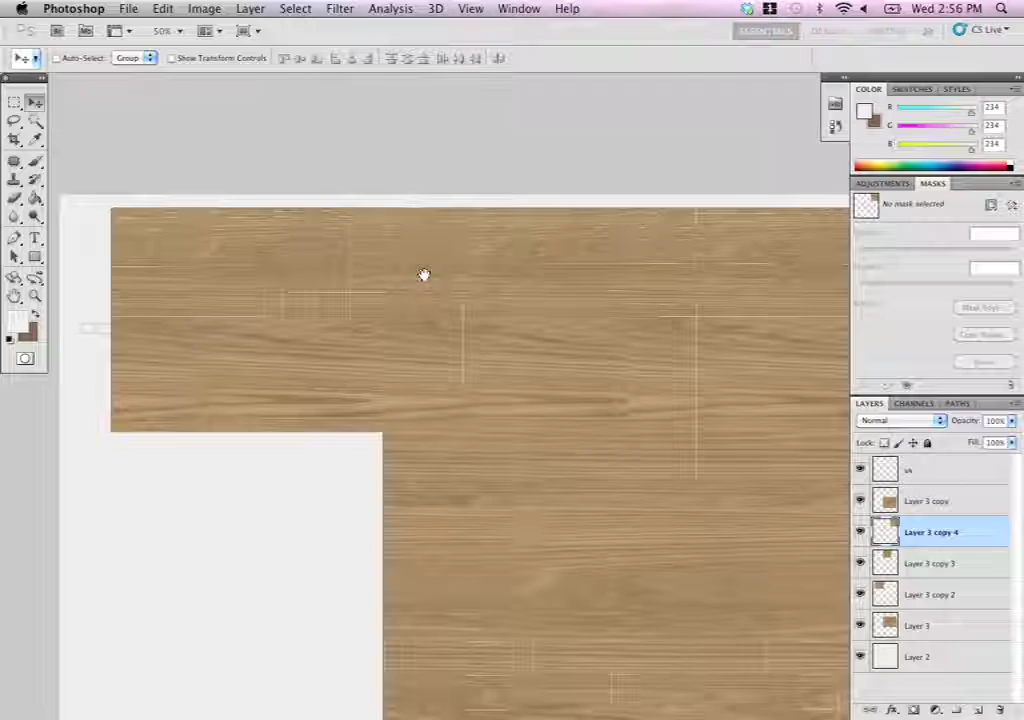 Photoshop File Edit Image Layer Select Filter Analysis 3D View Window Help Wed 2:56 PM
Br Mb 50% ESSENTIALS CS Live
Auto-Select: Group Show Transform Controls
COLOR SWATCHES STYLES
R 234
G 234
B 234
ADJUSTMENTS MASKS
No mask selected
LAYERS CHANNELS PATHS
Normal Opacity: 100%
Lock: Fill: 100%
Layer 3 copy
Layer 3 copy 4
Layer 3 copy 3
Layer 3 copy 2
Layer 3
Layer 2